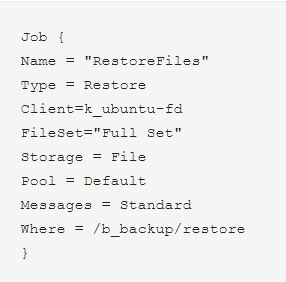 Job {
Name = "RestoreFiles"
Type = Restore
Client=k_ubuntu-fd
FileSet="Full Set"
Storage = File
Pool = Default
Messages = Standard
Where = /b_backup/restore
}